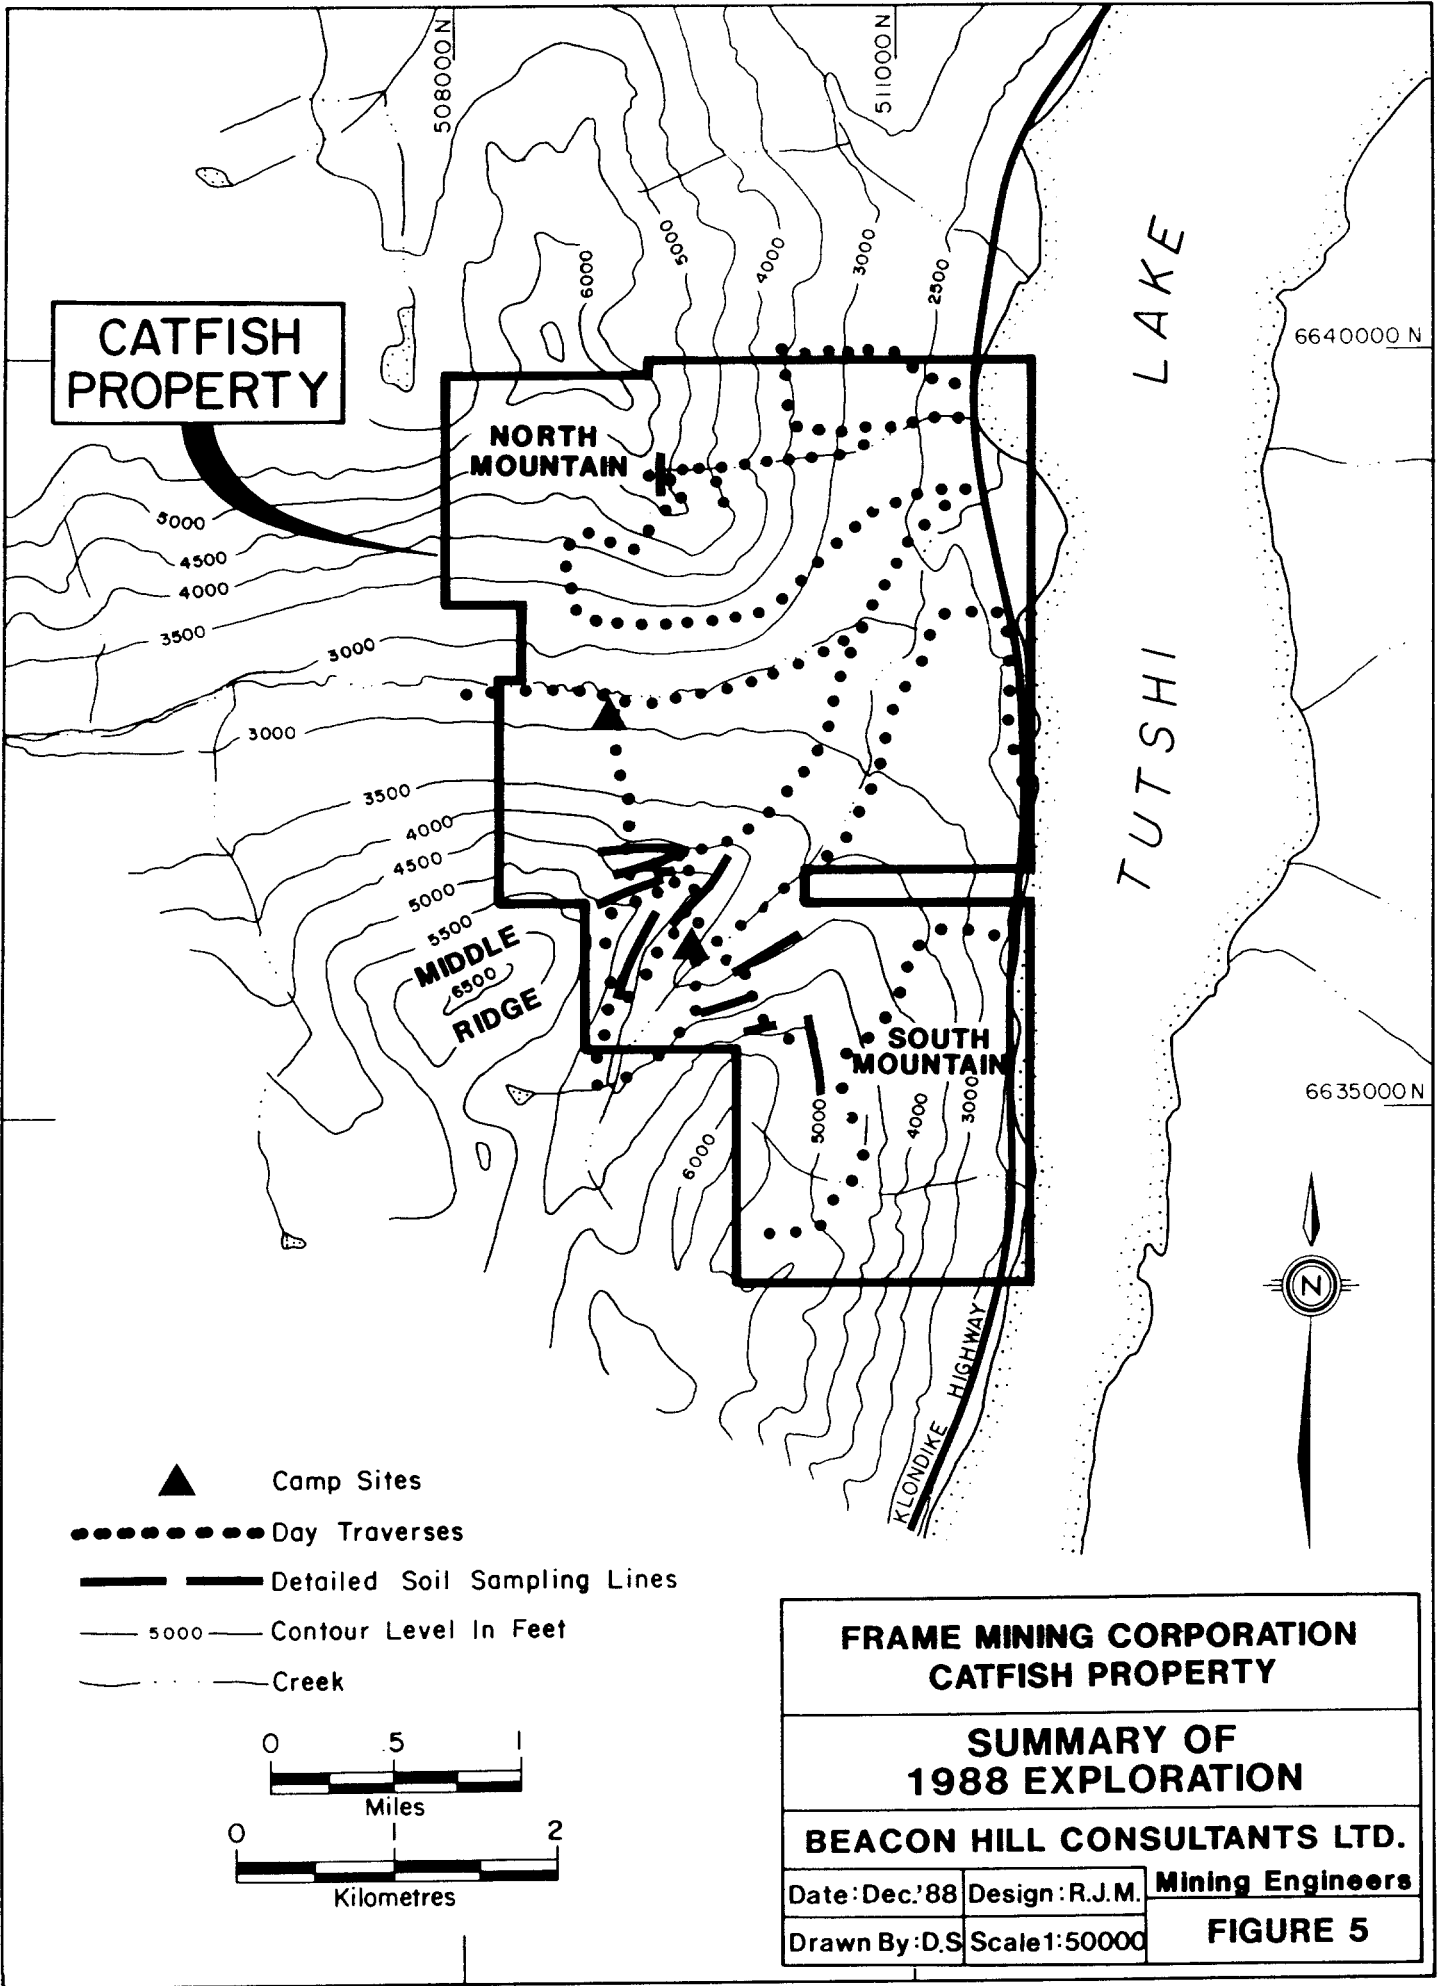 508000N
511000N
5000
4000
3000
2500
6000
LAKE
6640000 N
CATFISH
PROPERTY
NORTH
MOUNTAIN
5000
4500
4000
3500
3000
3000
TUTSHI
3500
4000
4500
5000
5500
MIDDLE
6500
RIDGE
SOUTH
MOUNTAIN
6635000 N
5000
4000
3000
6000
N
KLONDIKE HIGHWAY
Camp Sites
Day Traverses
Detailed Soil Sampling Lines
5000 Contour Level In Feet
Creek
0 .5 1
Miles
0 1 2
Kilometres
FRAME MINING CORPORATION
CATFISH PROPERTY
SUMMARY OF
1988 EXPLORATION
BEACON HILL CONSULTANTS LTD.
Mining Engineers
Date: Dec.'88 Design: R.J.M.
Drawn By: D.S Scale 1:50000
FIGURE 5